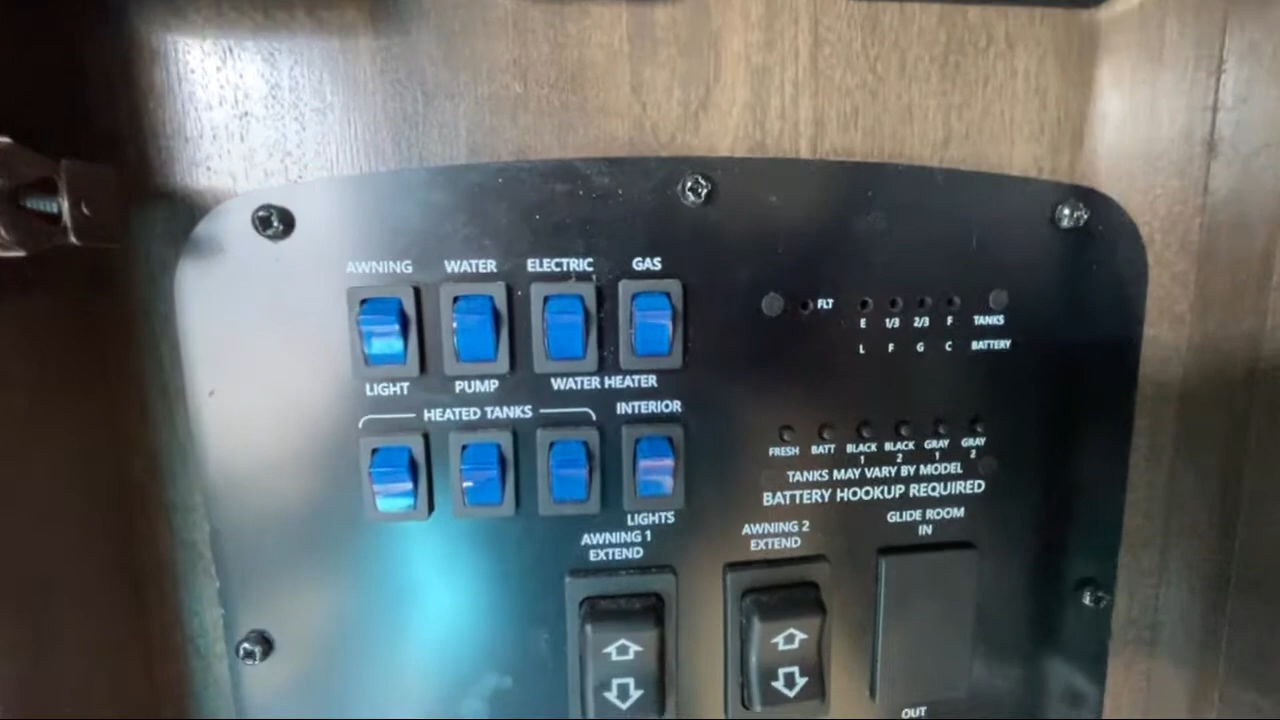 AWNING WATER ELECTRIC GAS
LIGHT PUMP WATER HEATER
HEATED TANKS INTERIOR
LIGHTS
FLT
E 1/3 2/3 F TANKS
L F G C BATTERY
FRESH BATT BLACK 1 BLACK 2 GRAY 1 GRAY 2
TANKS MAY VARY BY MODEL
BATTERY HOOKUP REQUIRED
AWNING 1
EXTEND
AWNING 2
EXTEND
GLIDE ROOM
IN
OUT